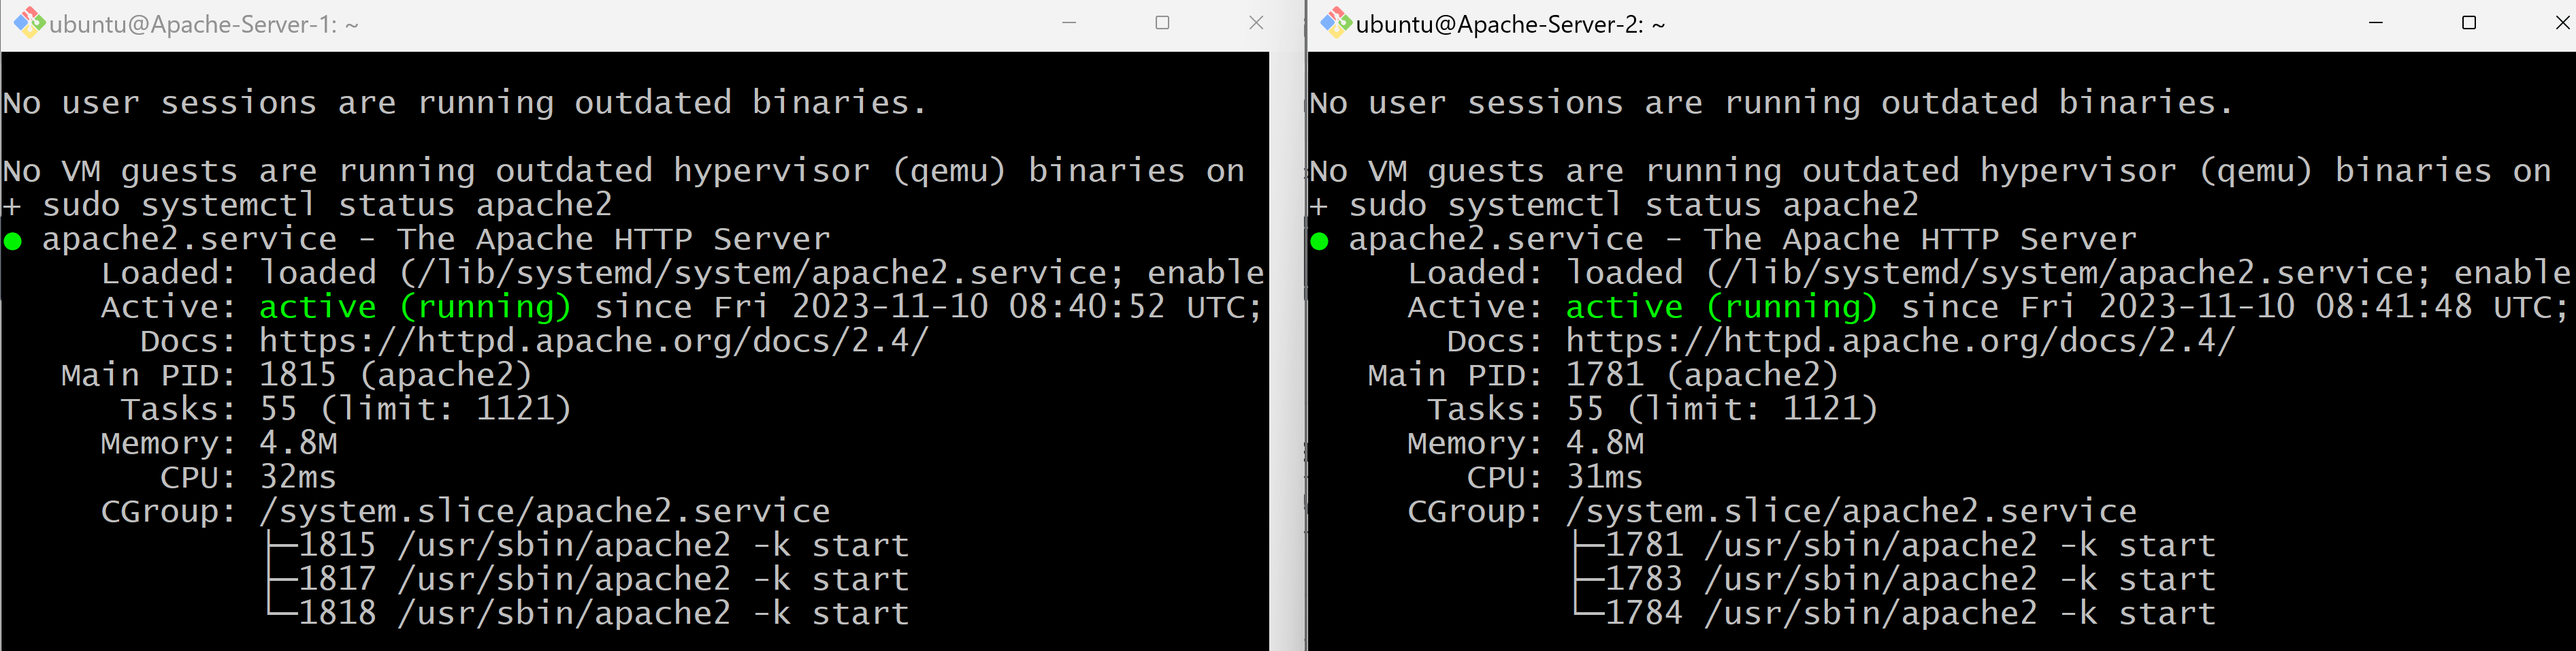 ubuntu@Apache-Server-1: ~
No user sessions are running outdated binaries.
No VM guests are running outdated hypervisor (qemu) binaries on
+ sudo systemctl status apache2
● apache2.service - The Apache HTTP Server
Loaded: loaded (/lib/systemd/system/apache2.service; enable
Active: active (running) since Fri 2023-11-10 08:40:52 UTC;
Docs: https://httpd.apache.org/docs/2.4/
Main PID: 1815 (apache2)
Tasks: 55 (limit: 1121)
Memory: 4.8M
CPU: 32ms
CGroup: /system.slice/apache2.service
├─1815 /usr/sbin/apache2 -k start
├─1817 /usr/sbin/apache2 -k start
└─1818 /usr/sbin/apache2 -k start
ubuntu@Apache-Server-2: ~
No user sessions are running outdated binaries.
No VM guests are running outdated hypervisor (qemu) binaries on
+ sudo systemctl status apache2
● apache2.service - The Apache HTTP Server
Loaded: loaded (/lib/systemd/system/apache2.service; enable
Active: active (running) since Fri 2023-11-10 08:41:48 UTC;
Docs: https://httpd.apache.org/docs/2.4/
Main PID: 1781 (apache2)
Tasks: 55 (limit: 1121)
Memory: 4.8M
CPU: 31ms
CGroup: /system.slice/apache2.service
├─1781 /usr/sbin/apache2 -k start
├─1783 /usr/sbin/apache2 -k start
└─1784 /usr/sbin/apache2 -k start